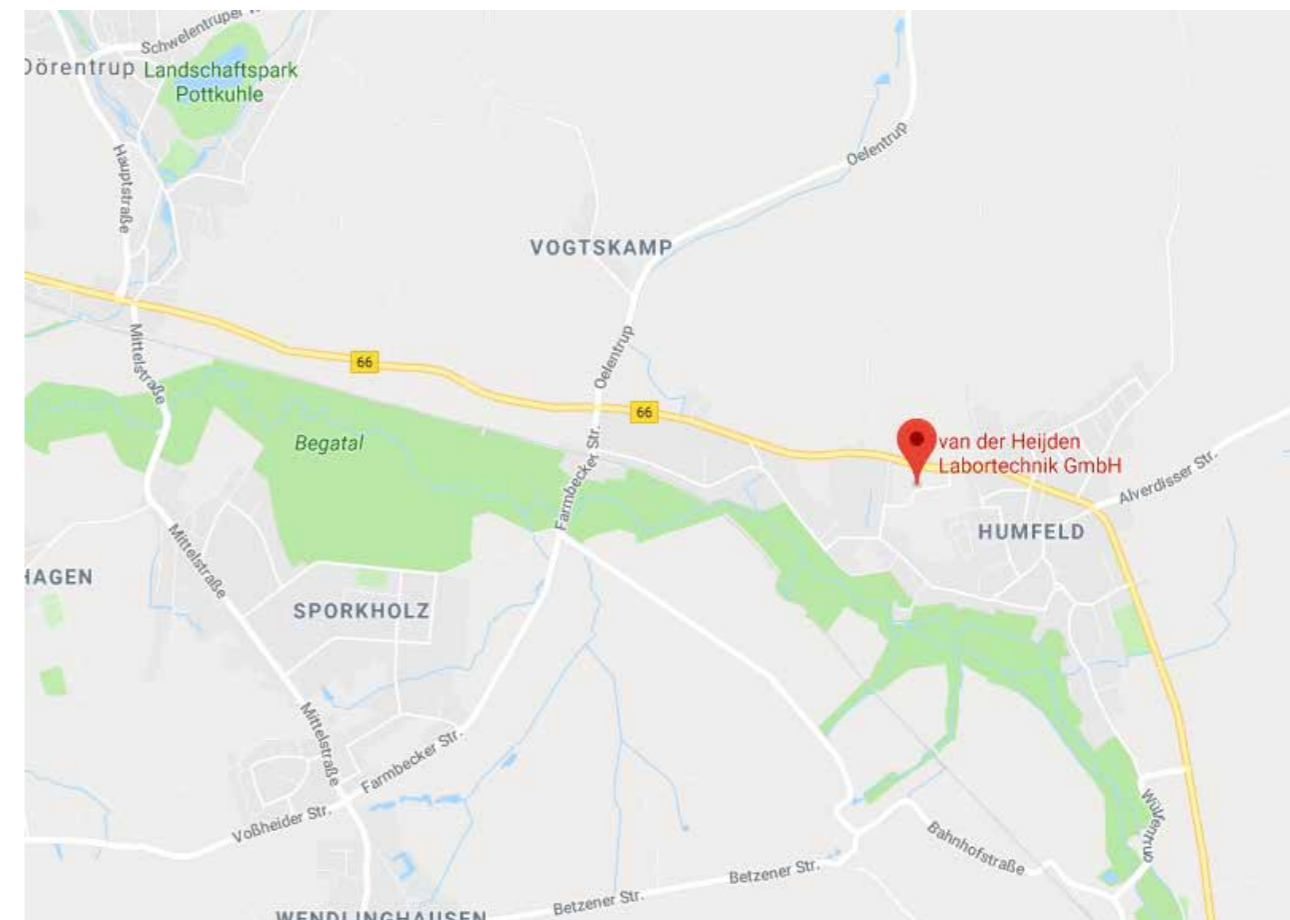 Schwelentruper
Dörentrup
Landschaftspark
Pottkuhle
Hauptstraße
Oelentrup
VOGTSKAMP
Mittelstraße
Oelentrup
66
66
Begatal
Farmbecker Str.
van der Heijden
Labortechnik GmbH
Alverdisser Str.
HUMFELD
Mittelstraße
HAGEN
SPORKHOLZ
Mittelstraße
Farmbecker Str.
Voßheider Str.
Wülfentrup
Bahnhofstraße
Betzener Str.
Betzener Str.
WENDLINGHAUSEN